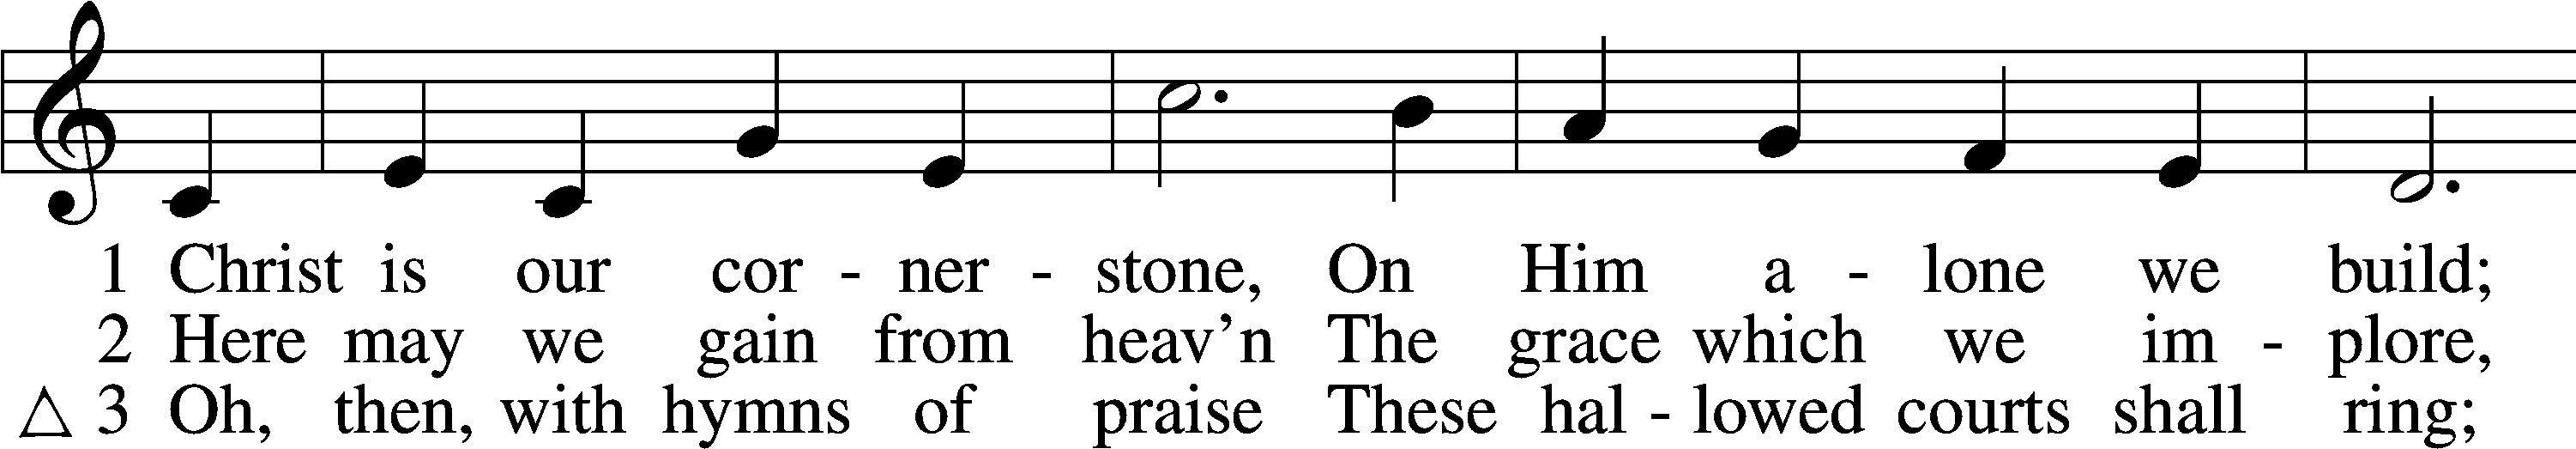 1 Christ is our cor - ner - stone, On Him a - lone we build;
2 Here may we gain from heav’n The grace which we im - plore,
△ 3 Oh, then, with hymns of praise These hal - lowed courts shall ring;